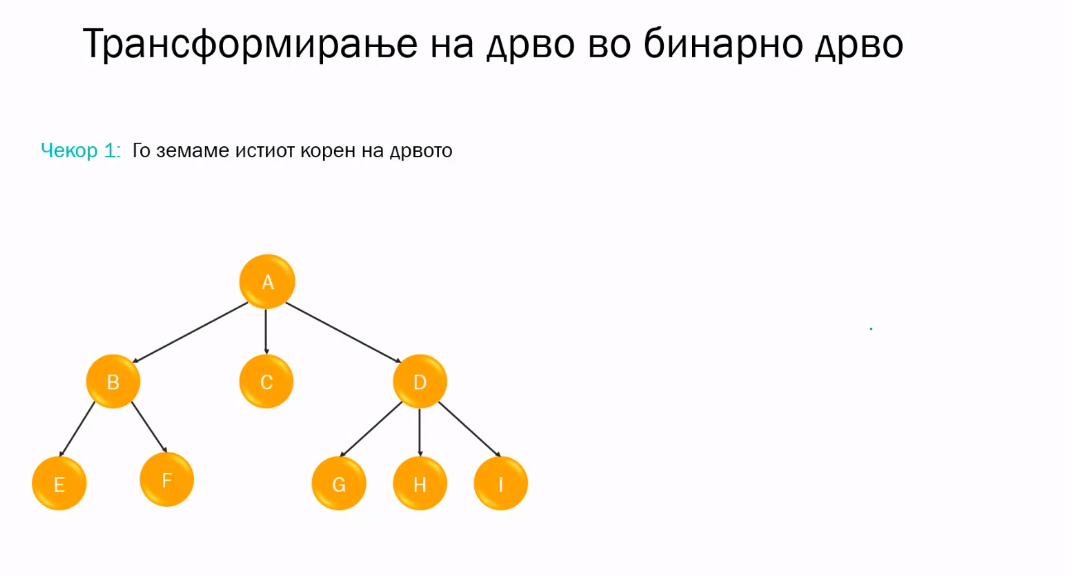 Трансформирање на дрво во бинарно дрво
Чекор 1: Го земаме истиот корен на дрвото
A
B C D
E F G H I